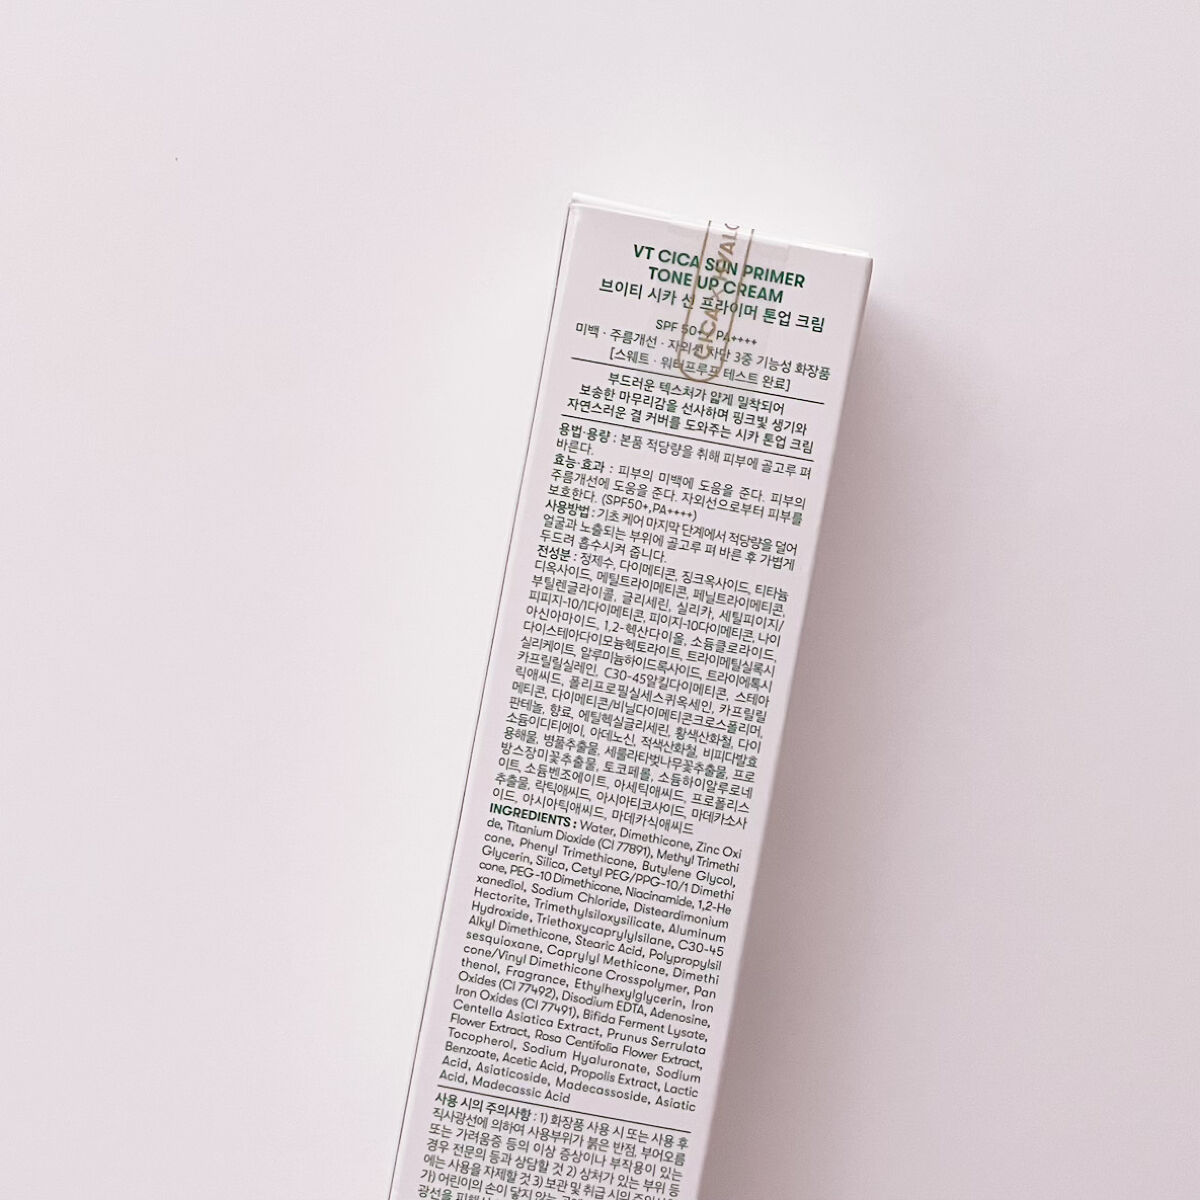 VT CICA SUN PRIMER
TONE UP CREAM
브이티 시카 선 프라이머 톤업 크림
SPF 50+, PA++++
미백 · 주름개선 · 자외선 차단 3중 기능성 화장품
[스웨트 · 워터프루프 테스트 완료]
부드러운 텍스처가 얇게 밀착되어
보송한 마무리감을 선사하며 핑크빛 생기와
자연스러운 결 커버를 도와주는 시카 톤업 크림
용법·용량 : 본품 적당량을 취해 피부에 골고루 펴
바른다.
효능·효과 : 피부의 미백에 도움을 준다. 피부의
주름개선에 도움을 준다. 자외선으로부터 피부를
보호한다. (SPF50+,PA++++)
사용방법 : 기초 케어 마지막 단계에서 적당량을 덜어
얼굴과 노출되는 부위에 골고루 펴 바른 후 가볍게
두드려 흡수시켜 줍니다.
전성분 : 정제수, 다이메티콘, 징크옥사이드, 티타늄
디옥사이드, 메틸트라이메티콘, 페닐트라이메티콘,
부틸렌글라이콜, 글리세린, 실리카, 세틸피이지/
피피지-10/1다이메티콘, 피이지-10다이메티콘, 나이
아신아마이드, 1,2-헥산다이올, 소듐클로라이드,
다이스테아다이모늄헥토라이트, 트라이메틸실록시
실리케이트, 알루미늄하이드록사이드, 트라이에톡시
카프릴릴실레인, C30-45알킬다이메티콘, 스테아
릭애씨드, 폴리프로필실세스퀴옥세인, 카프릴릴
메티콘, 다이메티콘/비닐다이메티콘크로스폴리머,
판테놀, 향료, 에틸헥실글리세린, 황색산화철, 다이
소듐이디티에이, 아데노신, 적색산화철, 비피다발효
용해물, 병풀추출물, 세룰라타벚나무꽃추출물, 프로
방스장미꽃추출물, 토코페롤, 소듐하이알루로네
이트, 소듐벤조에이트, 아세틱애씨드, 프로폴리스
추출물, 락틱애씨드, 아시아티코사이드, 마데카소사
이드, 아시아틱애씨드, 마데카식애씨드
INGREDIENTS : Water, Dimethicone, Zinc Oxi
de, Titanium Dioxide (CI 77891), Methyl Trimethi
cone, Phenyl Trimethicone, Butylene Glycol,
Glycerin, Silica, Cetyl PEG/PPG-10/1 Dimethi
cone, PEG-10 Dimethicone, Niacinamide, 1,2-He
xanediol, Sodium Chloride, Disteardimonium
Hectorite, Trimethylsiloxysilicate, Aluminum
Hydroxide, Triethoxycaprylylsilane, C30-45
Alkyl Dimethicone, Stearic Acid, Polypropylsil
sesquioxane, Caprylyl Methicone, Dimethi
cone/Vinyl Dimethicone Crosspolymer, Pan
thenol, Fragrance, Ethylhexylglycerin, Iron
Oxides (CI 77492), Disodium EDTA, Adenosine,
Iron Oxides (CI 77491), Bifida Ferment Lysate,
Centella Asiatica Extract, Prunus Serrulata
Flower Extract, Rosa Centifolia Flower Extract,
Tocopherol, Sodium Hyaluronate, Sodium
Benzoate, Acetic Acid, Propolis Extract, Lactic
Acid, Asiaticoside, Madecassoside, Asiatic
Acid, Madecassic Acid
사용 시의 주의사항 : 1) 화장품 사용 시 또는 사용 후
직사광선에 의하여 사용부위가 붉은 반점, 부어오름
또는 가려움증 등의 이상 증상이나 부작용이 있는
경우 전문의 등과 상담할 것 2) 상처가 있는 부위 등
에는 사용을 자제할 것 3) 보관 및 취급 시의 주의사항
가) 어린이의 손이 닿지 않는
CICA